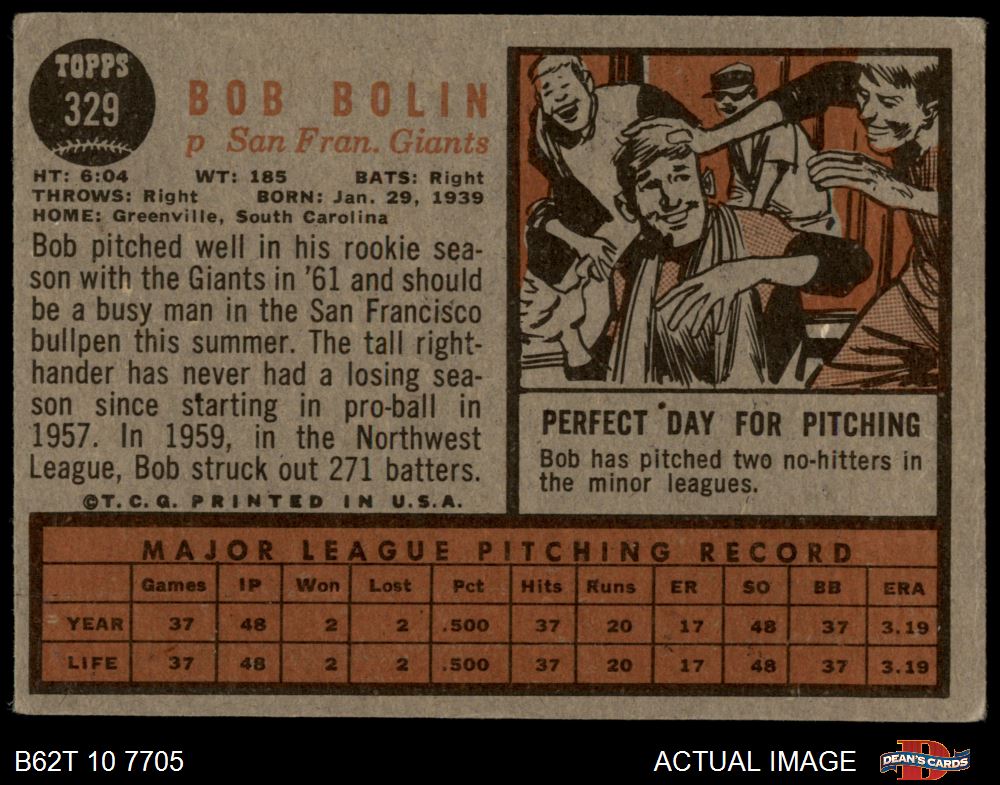 TOPPS
329
BOB BOLIN
p San Fran. Giants
HT: 6:04 WT: 185 BATS: Right
THROWS: Right BORN: Jan. 29, 1939
HOME: Greenville, South Carolina
Bob pitched well in his rookie sea-
son with the Giants in '61 and should
be a busy man in the San Francisco
bullpen this summer. The tall right-
hander has never had a losing sea-
son since starting in pro-ball in
1957. In 1959, in the Northwest
League, Bob struck out 271 batters.
©T.C.G. PRINTED IN U.S.A.
PERFECT DAY FOR PITCHING
Bob has pitched two no-hitters in
the minor leagues.
MAJOR LEAGUE PITCHING RECORD
Games IP Won Lost Pct Hits Runs ER SO BB ERA
YEAR 37 48 2 2 .500 37 20 17 48 37 3.19
LIFE 37 48 2 2 .500 37 20 17 48 37 3.19
B62T 10 7705 ACTUAL IMAGE D DEAN'S CARDS